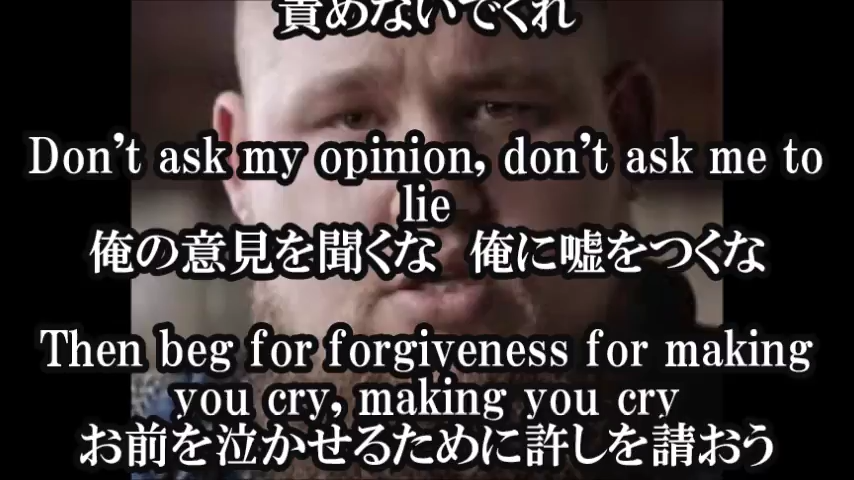 責めないでくれ
Don't ask my opinion, don't ask me to
lie
俺の意見を聞くな 俺に嘘をつくな
Then beg for forgiveness for making
you cry, making you cry
お前を泣かせるために許しを請おう